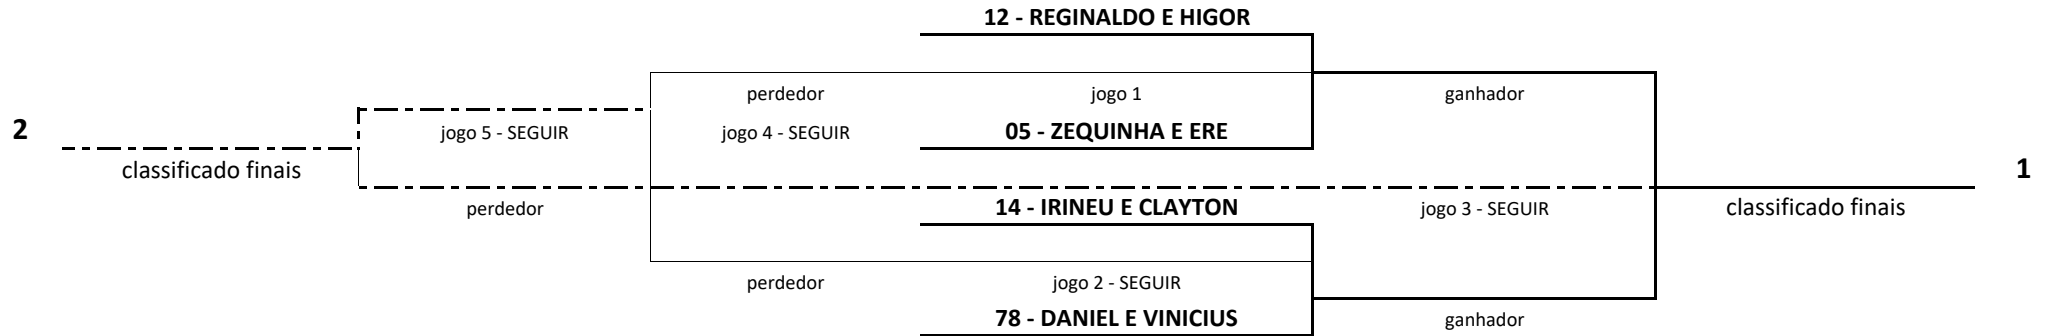 12 - REGINALDO E HIGOR
perdedor
jogo 1
ganhador
2
jogo 5 - SEGUIR
jogo 4 - SEGUIR
05 - ZEQUINHA E ERE
classificado finais
1
perdedor
14 - IRINEU E CLAYTON
jogo 3 - SEGUIR
classificado finais
perdedor
jogo 2 - SEGUIR
78 - DANIEL E VINICIUS
ganhador